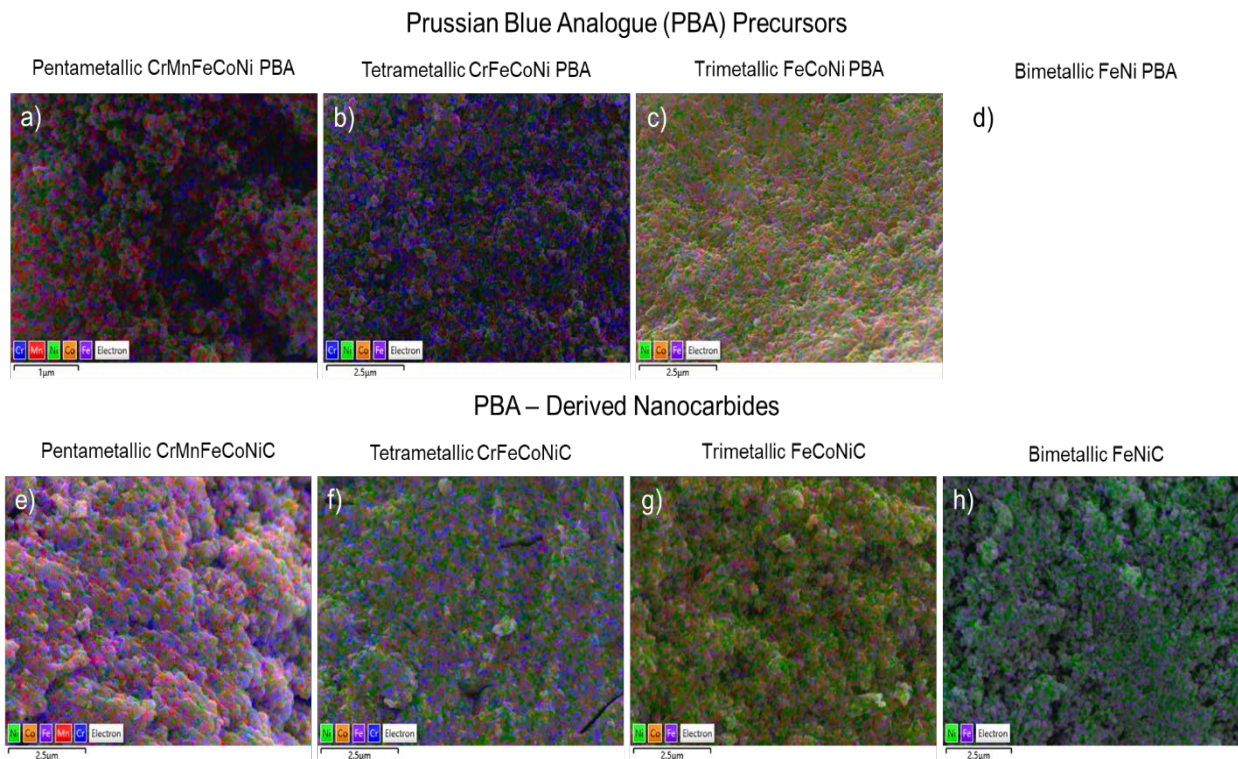 Prussian Blue Analogue (PBA) Precursors
Pentametallic CrMnFeCoNi PBA
Tetrametallic CrFeCoNi PBA
Trimetallic FeCoNi PBA
Bimetallic FeNi PBA
a)
b)
c)
d)
Cr Mn Ni Co Fe Electron
Cr Ni Co Fe Electron
Ni Co Fe Electron
1µm
2.5µm
2.5µm
PBA – Derived Nanocarbides
Pentametallic CrMnFeCoNiC
Tetrametallic CrFeCoNiC
Trimetallic FeCoNiC
Bimetallic FeNiC
e)
f)
g)
h)
Ni Co Fe Mn Cr Electron
Ni Co Fe Cr Electron
Ni Co Fe Electron
Ni Fe Electron
2.5µm
2.5µm
2.5µm
2.5µm